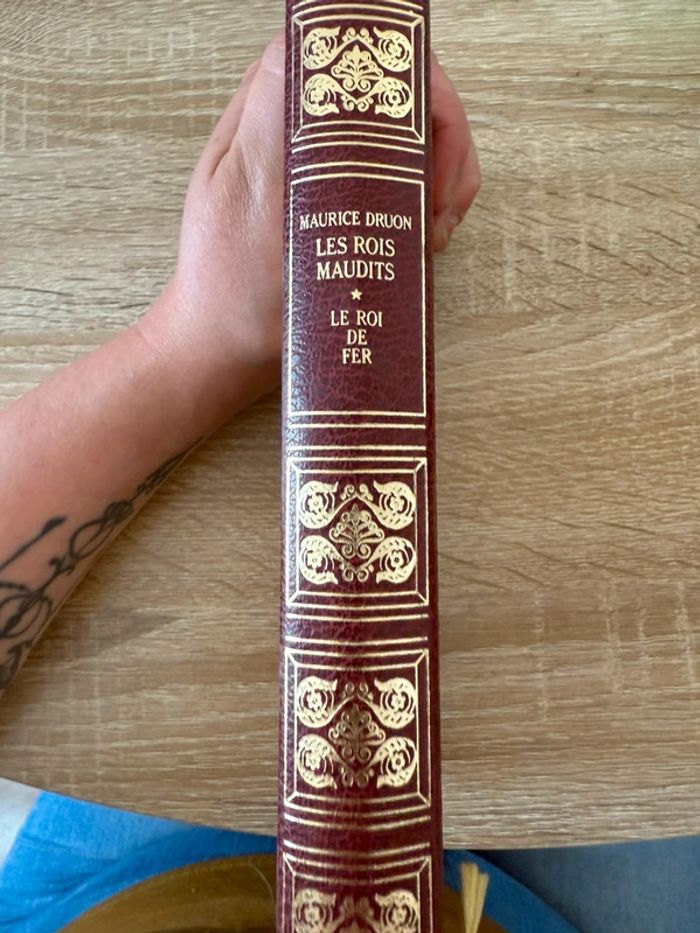 MAURICE DRUON
LES ROIS
MAUDITS
★
LE ROI
DE
FER